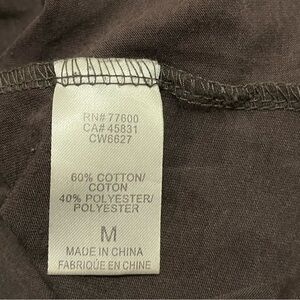 RN# 77600
CA# 45831
CW6627
60% COTTON/
COTON
40% POLYESTER/
POLYESTER
M
MADE IN CHINA
FABRIQUÉ EN CHINE